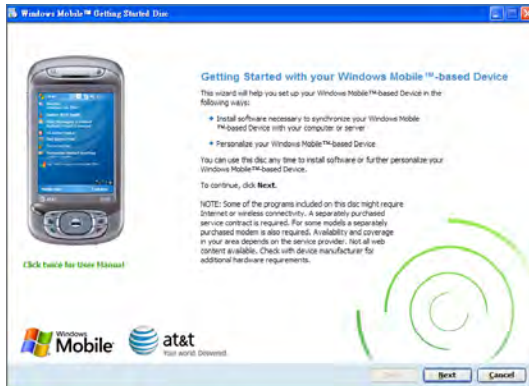 Windows Mobile™ Getting Started Disc
Getting Started with your Windows Mobile™-based Device
This wizard will help you set up your Windows Mobile™-based Device in the
following ways:
Install software necessary to synchronize your Windows Mobile
™-based Device with your computer or server
Personalize your Windows Mobile™-based Device
You can use this disc any time to install software or further personalize your
Windows Mobile™-based Device.
To continue, click Next.
NOTE: Some of the programs included on this disc might require
Internet or wireless connectivity. A separately purchased
service contract is required. For some models a separately
purchased modem is also required. Availability and coverage
in your area depends on the service provider. Not all web
content available. Check with device manufacturer for
additional hardware requirements.
Click twice for User Manual
Windows
Mobile
at&t
Your world. Delivered.
Next
Cancel